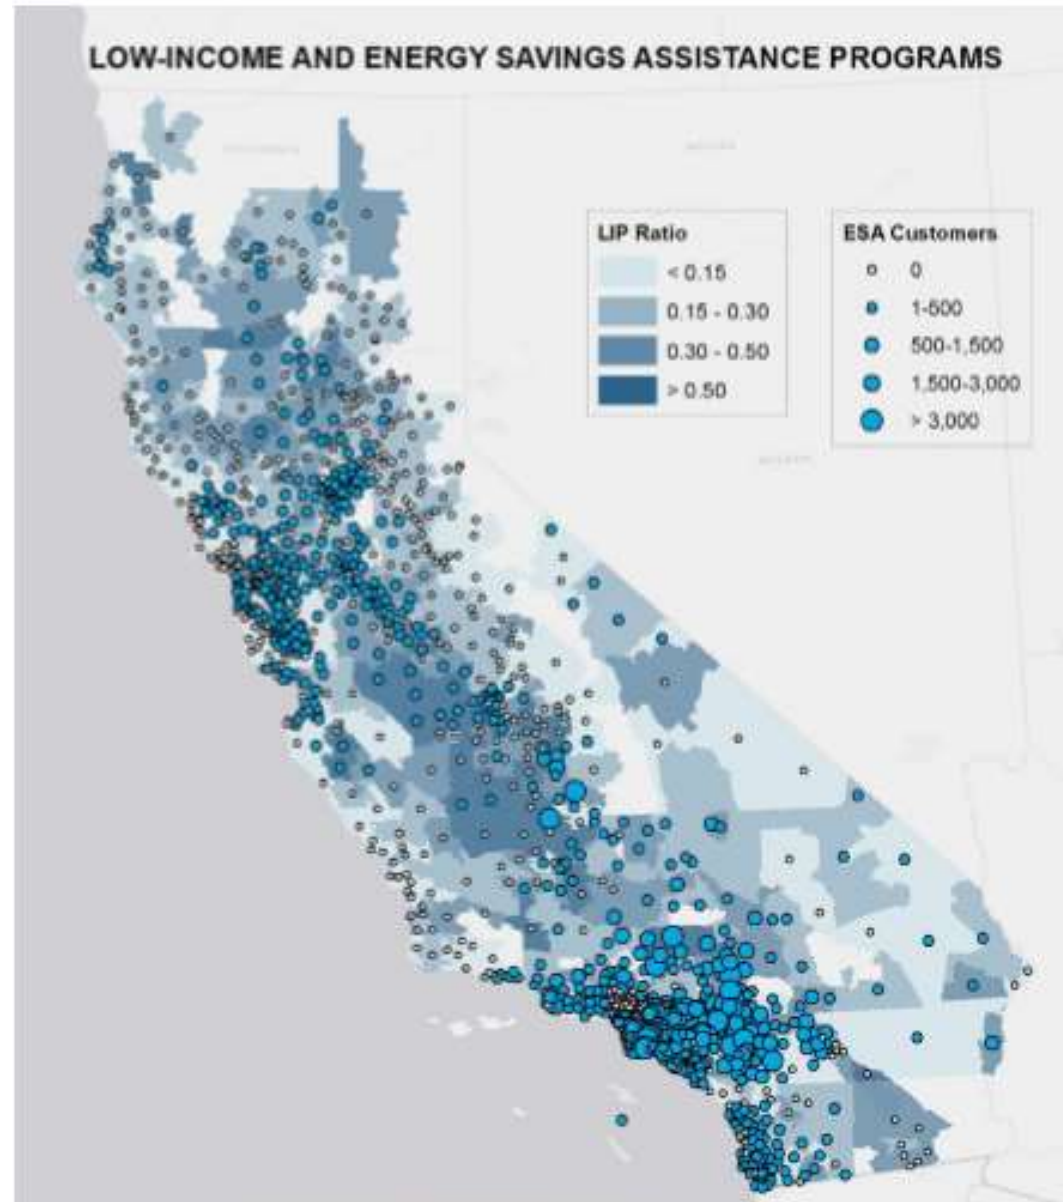 LOW-INCOME AND ENERGY SAVINGS ASSISTANCE PROGRAMS
LIP Ratio
< 0.15
0.15 - 0.30
0.30 - 0.50
> 0.50
ESA Customers
0
1-500
500-1,500
1,500-3,000
> 3,000